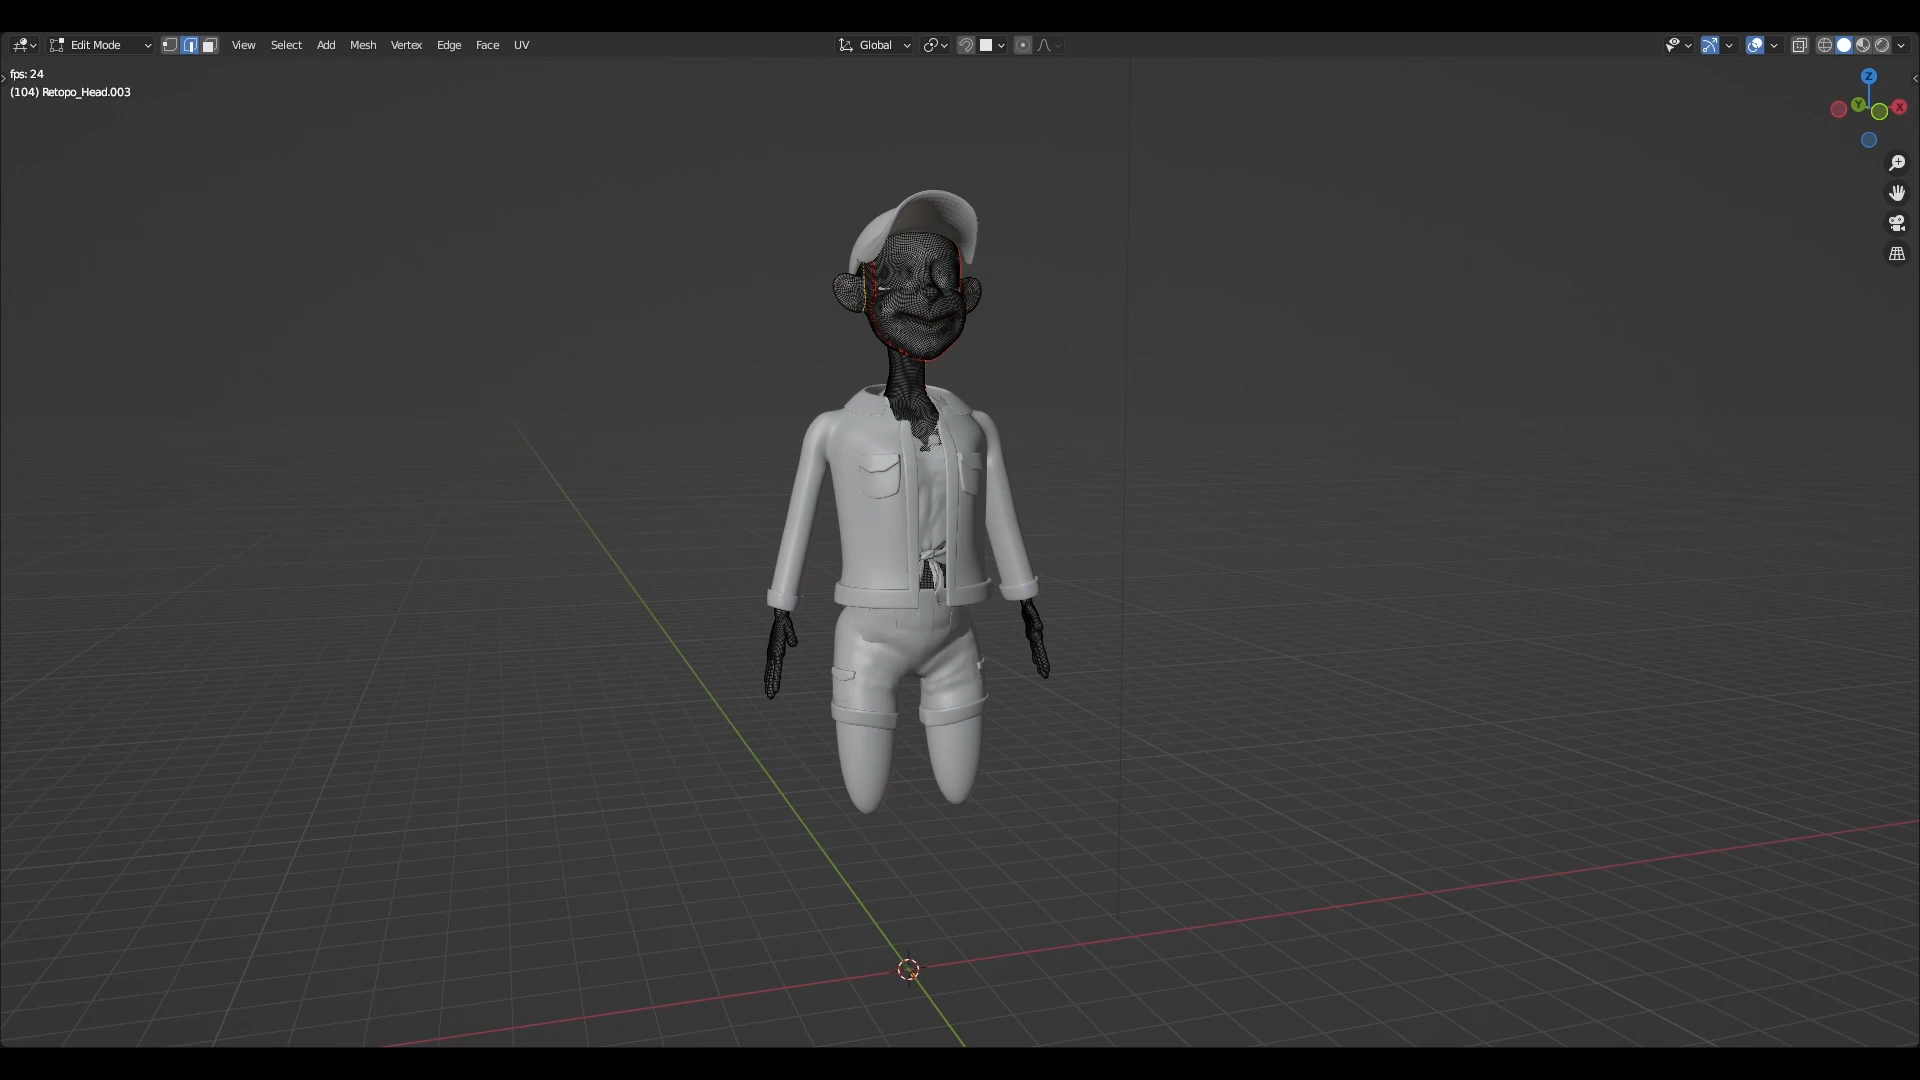 Edit Mode View Select Add Mesh Vertex Edge Face UV Global
fps: 24
(104) Retopo_Head.003
Z
Y X